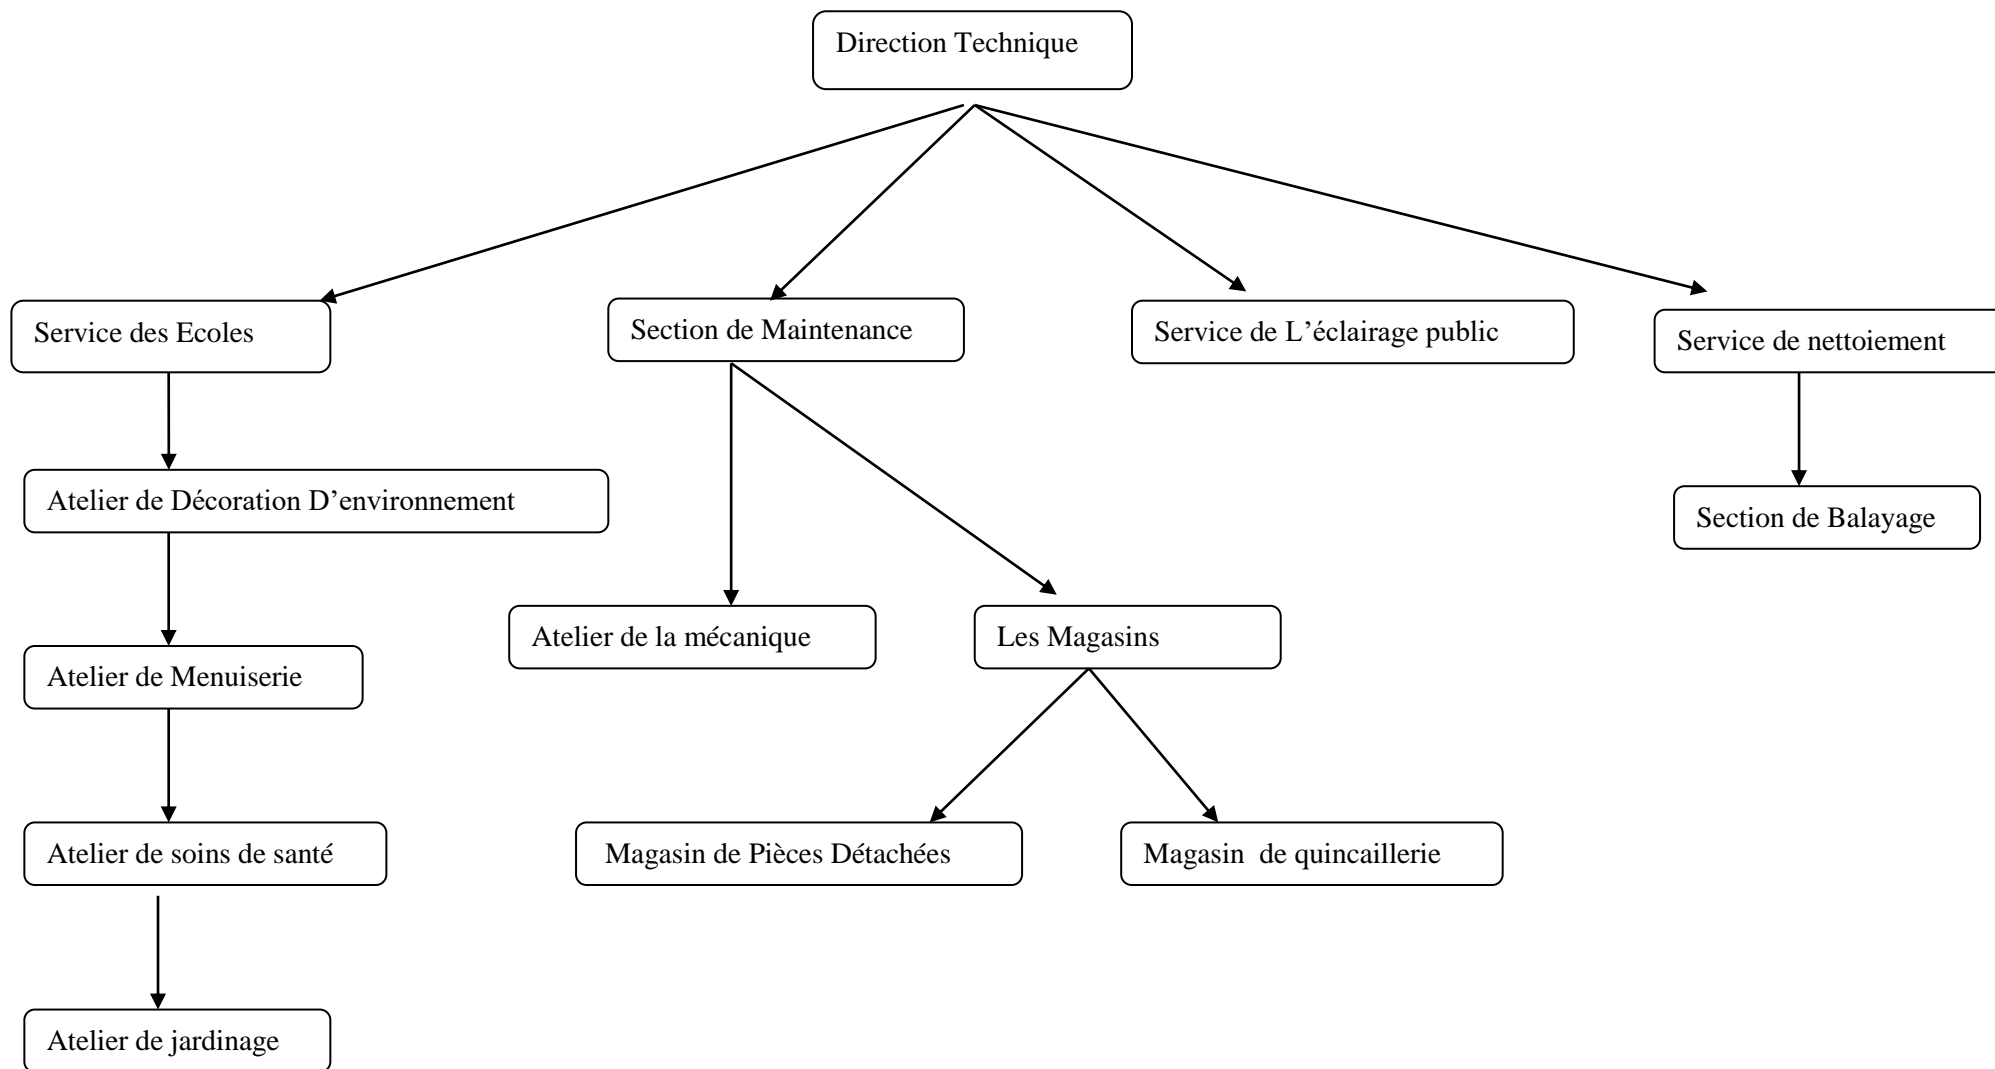 Direction Technique
Service des Ecoles
Section de Maintenance
Service de L’éclairage public
Service de nettoiement
Atelier de Décoration D’environnement
Section de Balayage
Atelier de la mécanique
Les Magasins
Atelier de Menuiserie
Atelier de soins de santé
Magasin de Pièces Détachées
Magasin  de quincaillerie
Atelier de jardinage